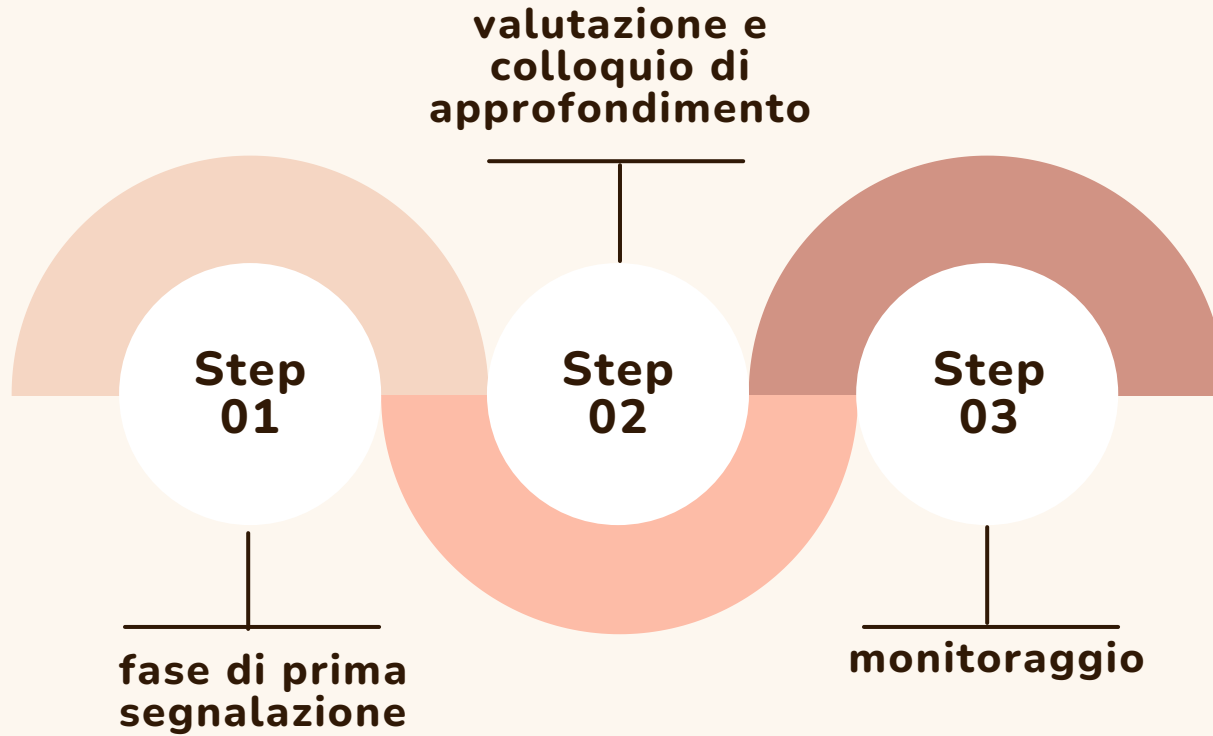 valutazione e
colloquio di
approfondimento
Step
01
Step
02
Step
03
fase di prima
segnalazione
monitoraggio